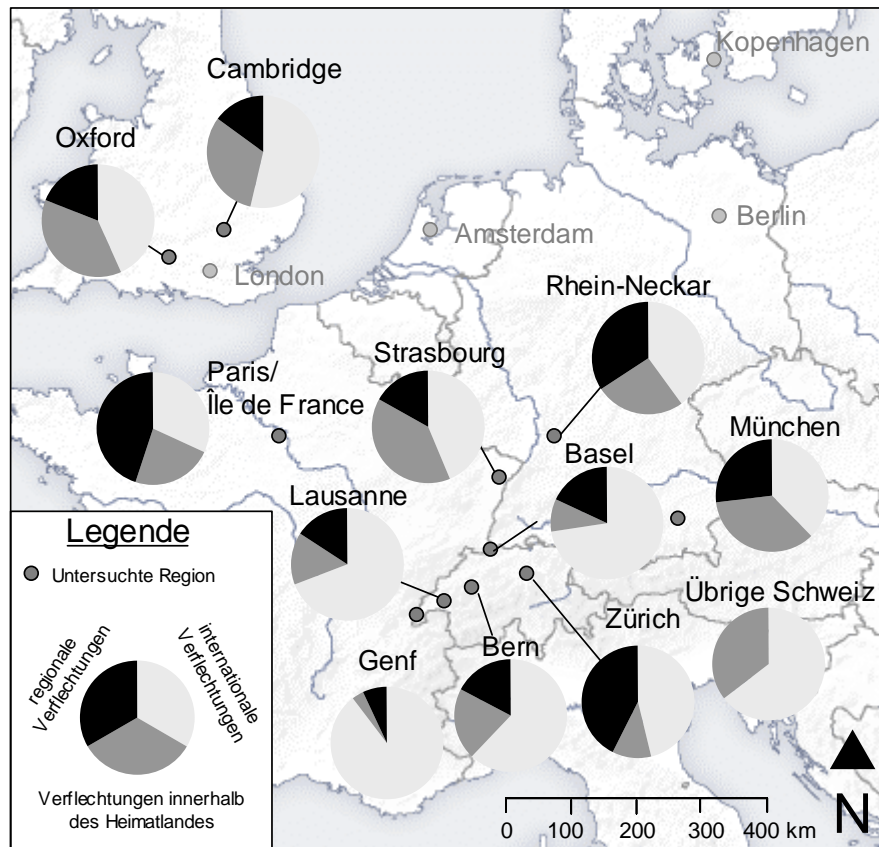 Kopenhagen
Cambridge
Oxford
Berlin
Amsterdam
London
Rhein-Neckar
Strasbourg
Paris/
Île de France
München
Basel
Lausanne
Legende
Untersuchte Region
Übrige Schweiz
Zürich
Bern
Genf
regionale
Verflechtungen
internationale
Verflechtungen
Verflechtungen innerhalb
des Heimatlandes
N
0 100 200 300 400 km